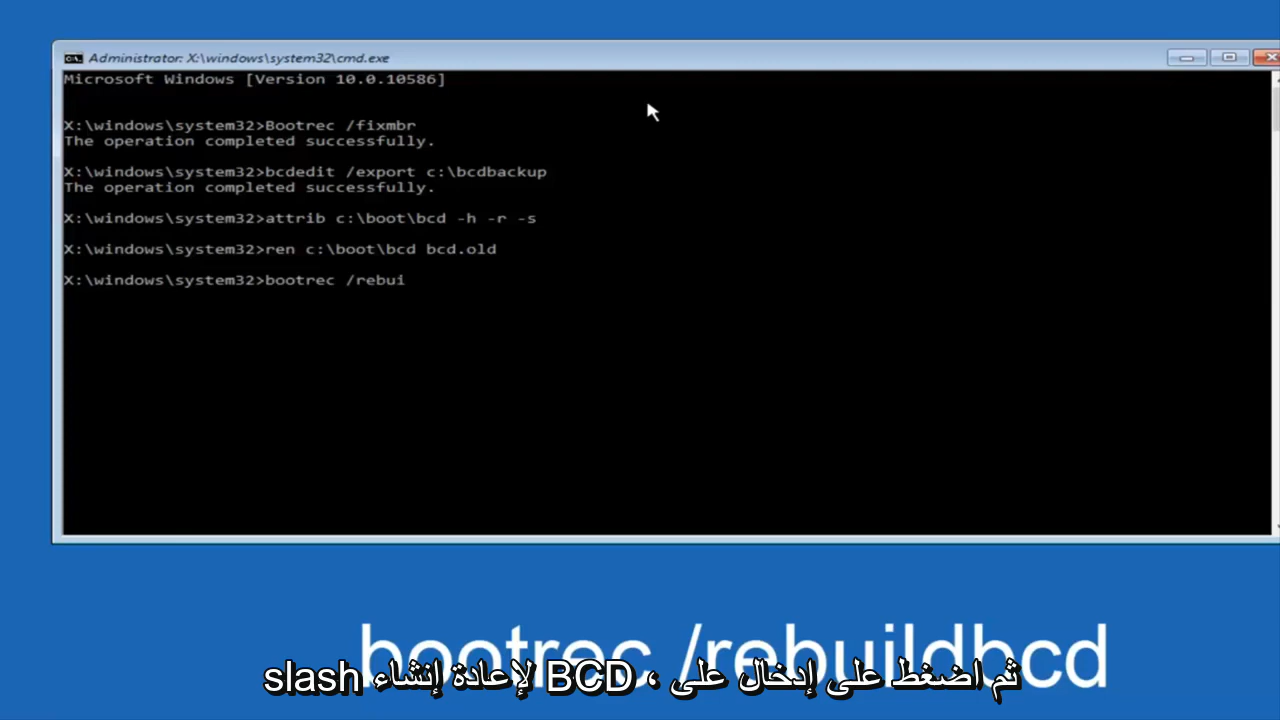 Administrator: X:\windows\system32\cmd.exe
Microsoft Windows [Version 10.0.10586]
X:\windows\system32>Bootrec /fixmbr
The operation completed successfully.
X:\windows\system32>bcdedit /export c:\bcdbackup
The operation completed successfully.
X:\windows\system32>attrib c:\boot\bcd -h -r -s
X:\windows\system32>ren c:\boot\bcd bcd.old
X:\windows\system32>bootrec /rebui
bootrec /rebuildbcd
slash لإعادة إنشاء BCD ، ثم اضغط على إدخال على